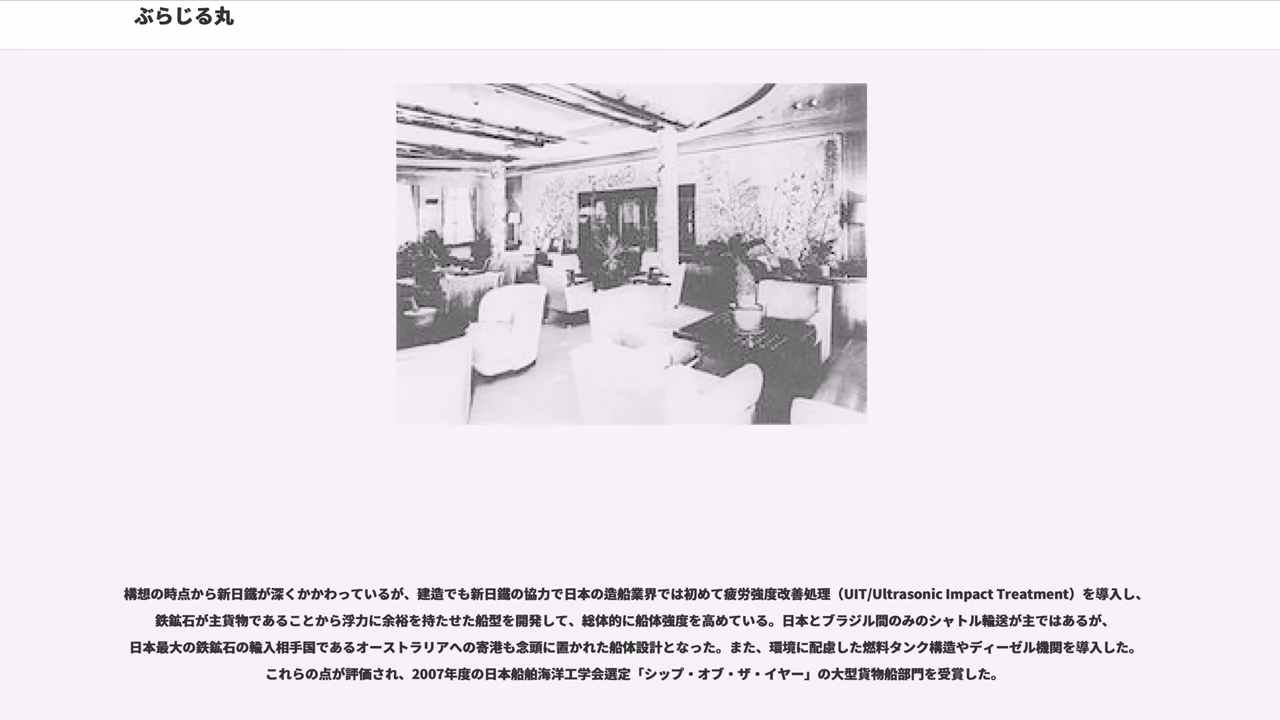 ぶらじる丸
構想の時点から新日鐵が深くかかわっているが、建造でも新日鐵の協力で日本の造船業界では初めて疲労強度改善処理（UIT/Ultrasonic Impact Treatment）を導入し、
鉄鉱石が主貨物であることから浮力に余裕を持たせた船型を開発して、総体的に船体強度を高めている。日本とブラジル間のみのシャトル輸送が主ではあるが、
日本最大の鉄鉱石の輸入相手国であるオーストラリアへの寄港も念頭に置かれた船体設計となった。また、環境に配慮した燃料タンク構造やディーゼル機関を導入した。
これらの点が評価され、2007年度の日本船舶海洋工学会選定「シップ・オブ・ザ・イヤー」の大型貨物船部門を受賞した。